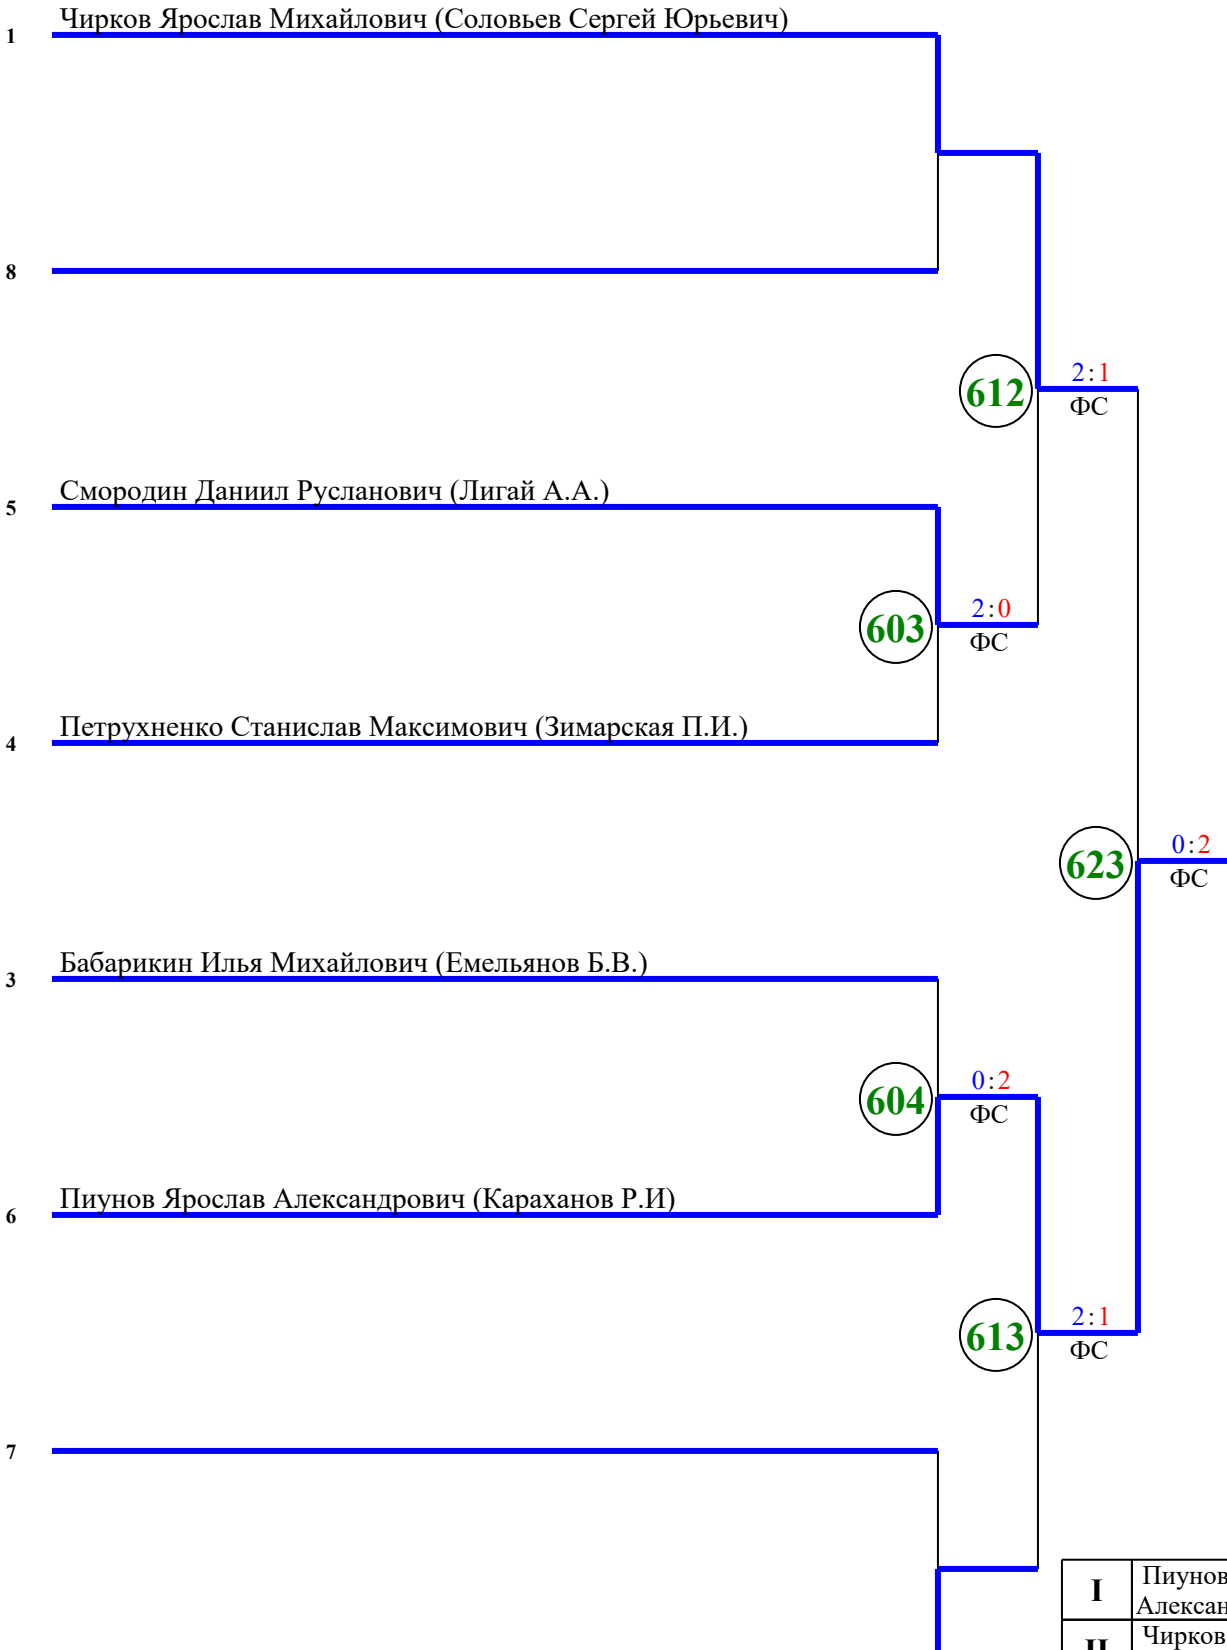 Чирков Ярослав Михайлович (Соловьев Сергей Юрьевич)
1
8
612
2:1
ФС
Смородин Даниил Русланович (Лигай А.А.)
5
603
2:0
ФС
Петрухненко Станислав Максимович (Зимарская П.И.)
4
623
0:2
ФС
Бабарикин Илья Михайлович (Емельянов Б.В.)
3
604
0:2
ФС
Пиунов Ярослав Александрович (Караханов Р.И)
6
613
2:1
ФС
7
I
Пиунов
Алексан
II
Чирков